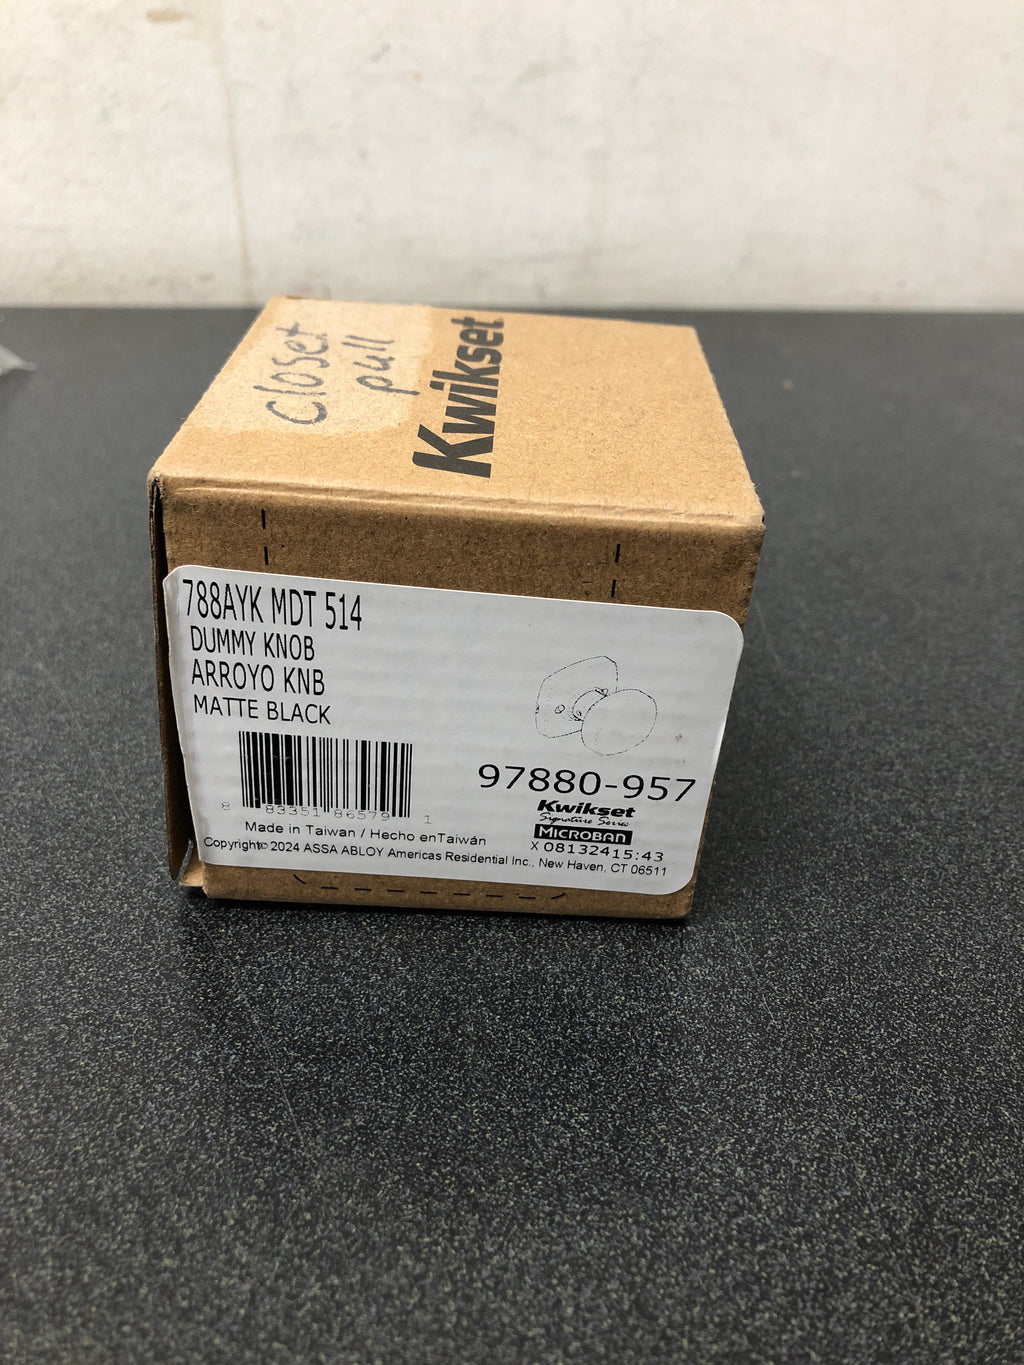 Closet
pull
Kwikset
788AYK MDT 514
DUMMY KNOB
ARROYO KNB
MATTE BLACK
8 83351 86579 1
97880-957
Kwikset
Signature Series
MICROBAN
X 08132415:43
Made in Taiwan / Hecho enTaiwán
Copyright© 2024 ASSA ABLOY Americas Residential Inc., New Haven, CT 06511